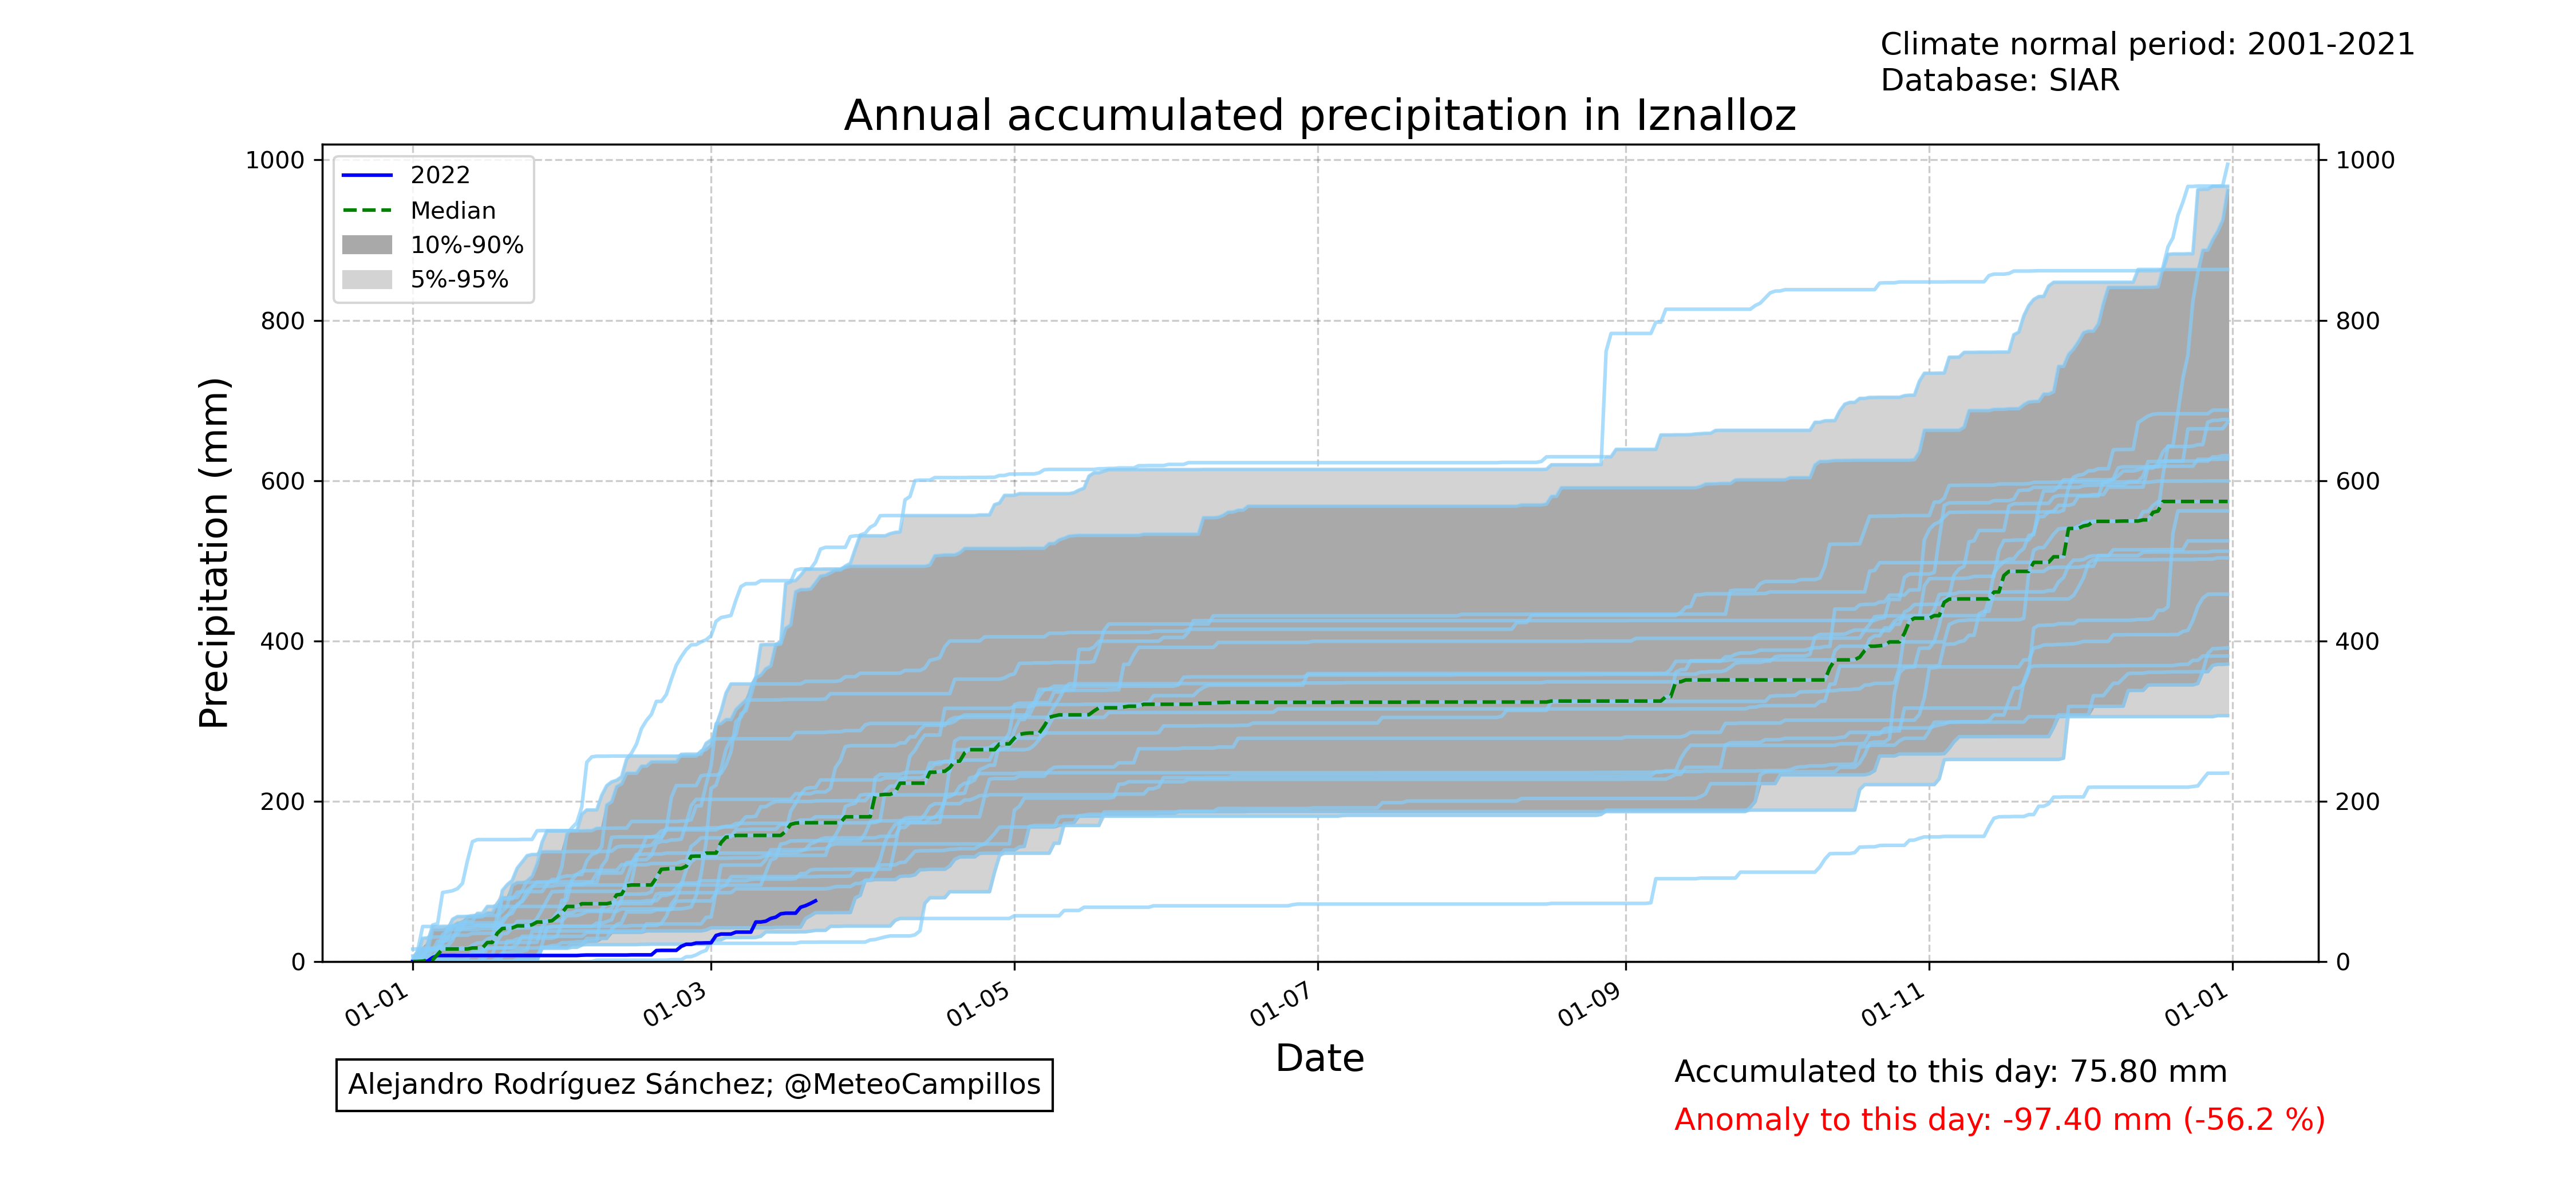 Climate normal period: 2001-2021
Database: SIAR
Annual accumulated precipitation in Iznalloz
2022
Median
10%-90%
5%-95%
Precipitation (mm)
1000
800
600
400
200
0
1000
800
600
400
200
0
01-01
01-03
01-05
01-07
01-09
01-11
01-01
Date
Alejandro Rodríguez Sánchez; @MeteoCampillos
Accumulated to this day: 75.80 mm
Anomaly to this day: -97.40 mm (-56.2 %)